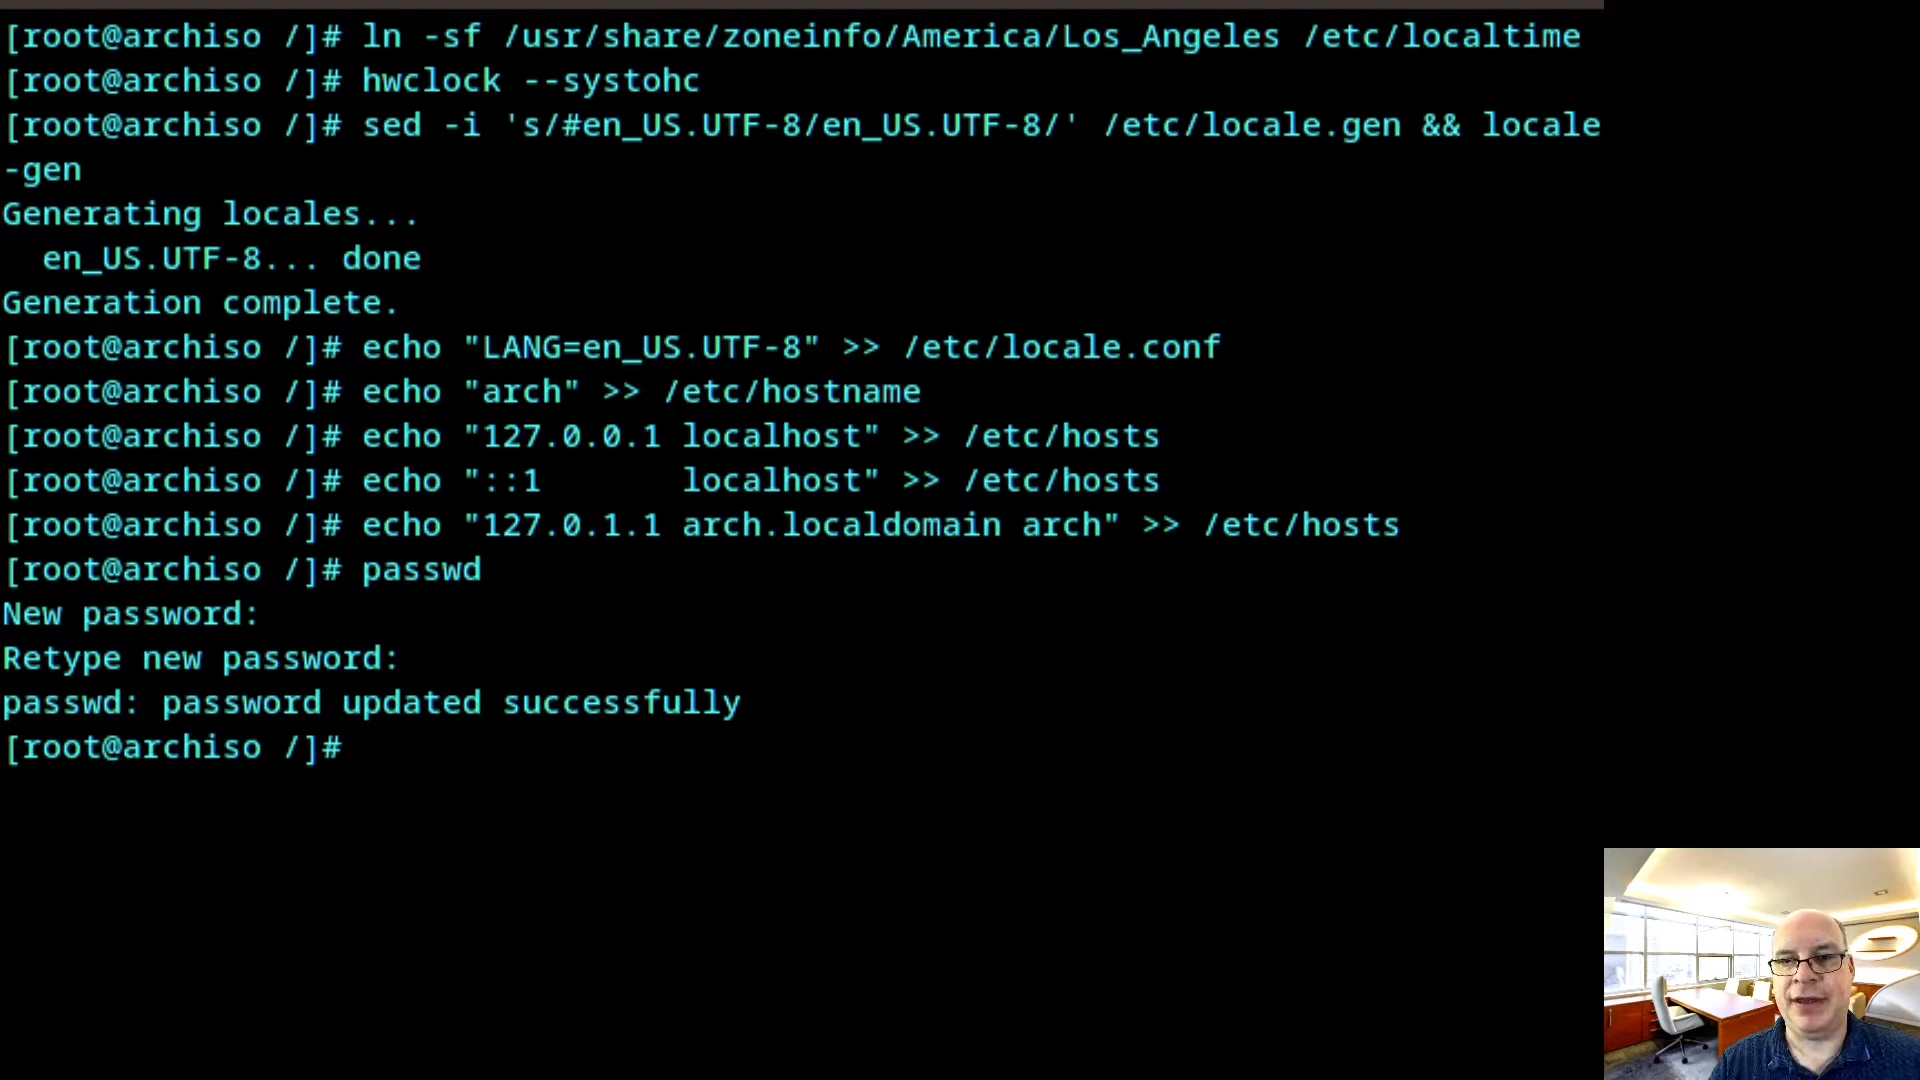 [root@archiso /]# ln -sf /usr/share/zoneinfo/America/Los_Angeles /etc/localtime
[root@archiso /]# hwclock --systohc
[root@archiso /]# sed -i 's/#en_US.UTF-8/en_US.UTF-8/' /etc/locale.gen && locale
-gen
Generating locales...
  en_US.UTF-8... done
Generation complete.
[root@archiso /]# echo "LANG=en_US.UTF-8" >> /etc/locale.conf
[root@archiso /]# echo "arch" >> /etc/hostname
[root@archiso /]# echo "127.0.0.1 localhost" >> /etc/hosts
[root@archiso /]# echo "::1       localhost" >> /etc/hosts
[root@archiso /]# echo "127.0.1.1 arch.localdomain arch" >> /etc/hosts
[root@archiso /]# passwd
New password:
Retype new password:
passwd: password updated successfully
[root@archiso /]#